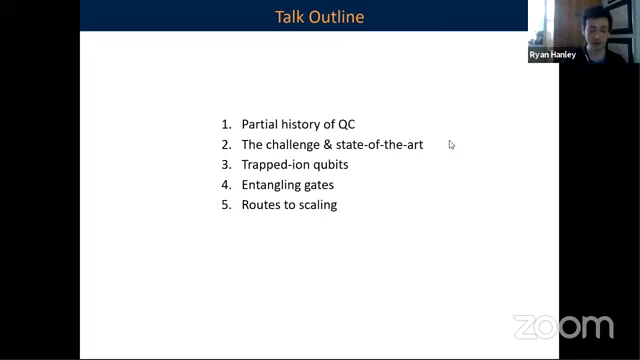 Talk Outline
Ryan Hanley
1. Partial history of QC
2. The challenge & state-of-the-art
3. Trapped-ion qubits
4. Entangling gates
5. Routes to scaling
zoom